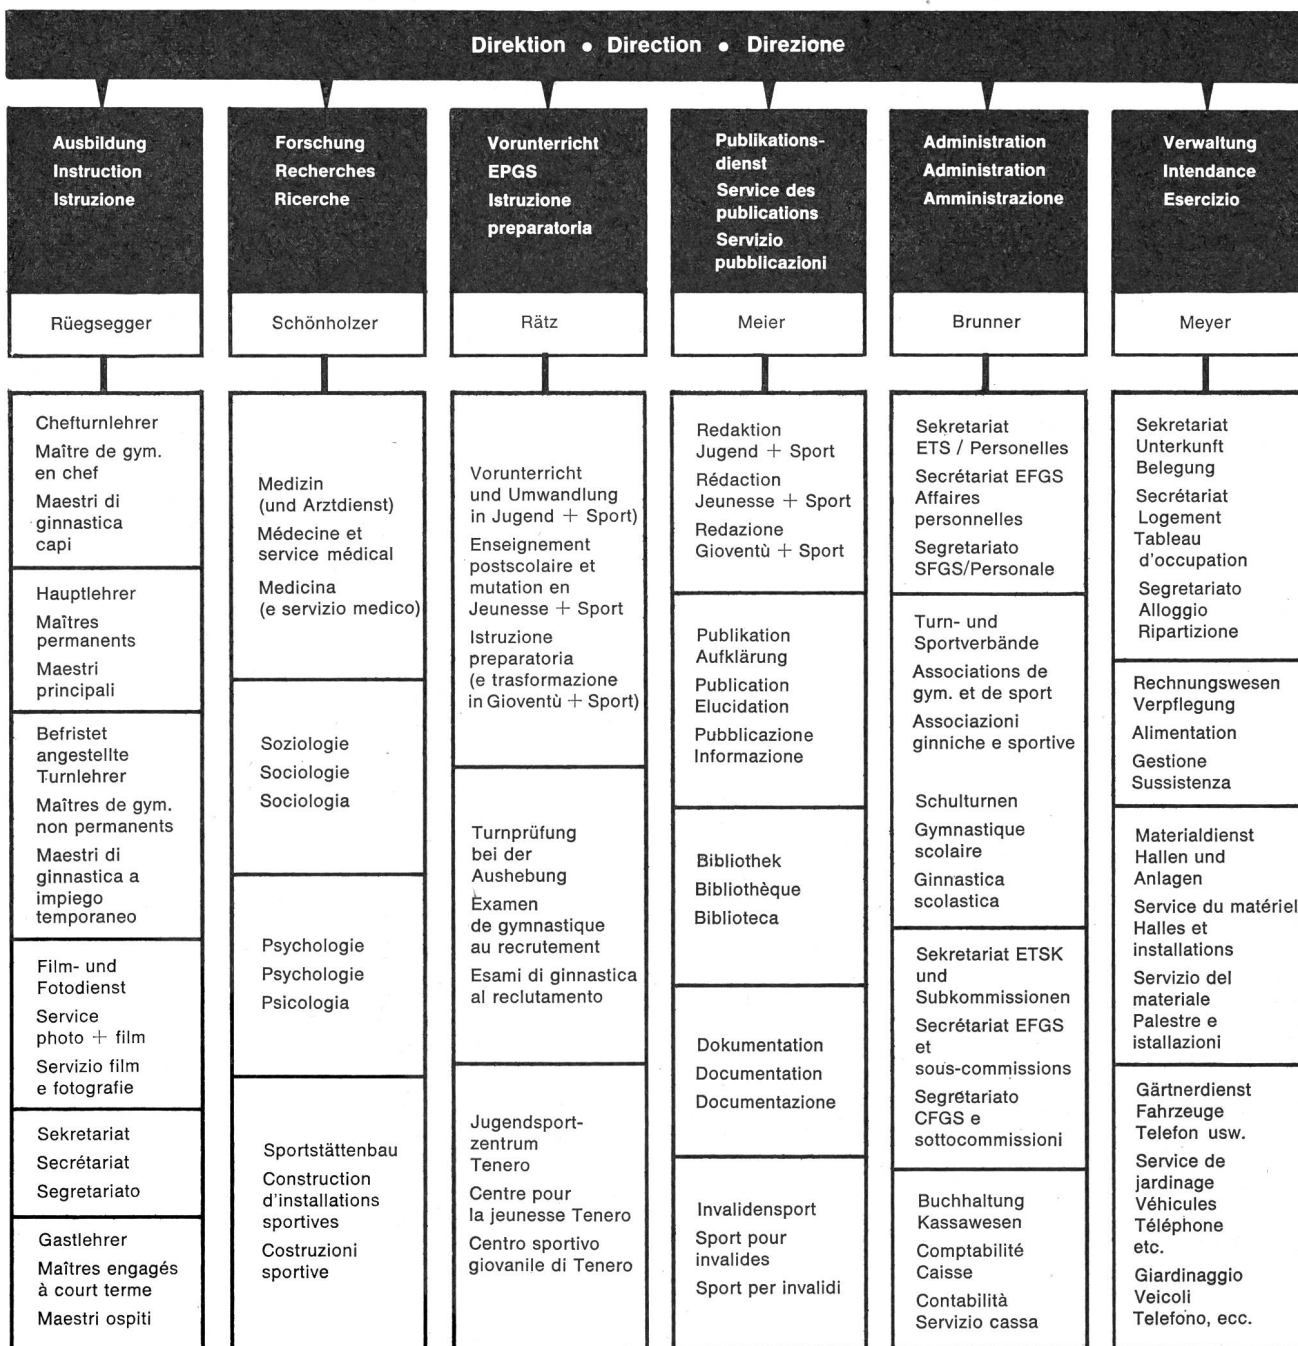 Direktion • Direction • Direzione
Ausbildung
Instruction
Istruzione
Rüegsegger
Chefturnlehrer
Maître de gym.
en chef
Maestri di
ginnastica
capi
Hauptlehrer
Maîtres
permanents
Maestri
principali
Befristet
angestellte
Turnlehrer
Maîtres de gym.
non permanents
Maestri di
ginnastica a
impiego
temporaneo
Film- und
Fotodienst
Service
photo + film
Servizio film
e fotografie
Sekretariat
Secrétariat
Segretariato
Gastlehrer
Maîtres engagés
à court terme
Maestri ospiti
Forschung
Recherches
Ricerche
Schönholzer
Medizin
(und Arztdienst)
Médecine et
service médical
Medicina
(e servizio medico)
Soziologie
Sociologie
Sociologia
Psychologie
Psychologie
Psicologia
Sportstättenbau
Construction
d'installations
sportives
Costruzioni
sportive
Vorunterricht
EPGS
Istruzione
preparatoria
Rätz
Vorunterricht
und Umwandlung
in Jugend + Sport)
Enseignement
postscolaire et
mutation en
Jeunesse + Sport
Istruzione
preparatoria
(e trasformazione
in Gioventù + Sport)
Turnprüfung
bei der
Aushebung
Examen
de gymnastique
au recrutement
Esami di ginnastica
al reclutamento
Jugendsport-
zentrum
Tenero
Centre pour
la jeunesse Tenero
Centro sportivo
giovanile di Tenero
Publikations-
dienst
Service des
publications
Servizio
pubblicazioni
Meier
Redaktion
Jugend + Sport
Rédaction
Jeunesse + Sport
Redazione
Gioventù + Sport
Publikation
Aufklärung
Publication
Elucidation
Pubblicazione
Informazione
Bibliothek
Bibliothèque
Biblioteca
Dokumentation
Documentation
Documentazione
Invalidensport
Sport pour
invalides
Sport per invalidi
Administration
Administration
Amministrazione
Brunner
Sekretariat
ETS / Personelles
Secrétariat EFGS
Affaires
personnelles
Segretariato
SFGS/Personale
Turn- und
Sportverbände
Associations de
gym. et de sport
Associazioni
ginniche e sportive
Schulturnen
Gymnastique
scolaire
Ginnastica
scolastica
Sekretariat ETSK
und
Subkommissionen
Secrétariat EFGS
et
sous-commissions
Segretariato
CFGS e
sottocommissioni
Buchhaltung
Kassawesen
Comptabilité
Caisse
Contabilità
Servizio cassa
Verwaltung
Intendance
Esercizio
Meyer
Sekretariat
Unterkunft
Belegung
Secrétariat
Logement
Tableau
d'occupation
Segretariato
Alloggio
Ripartizione
Rechnungswesen
Verpflegung
Alimentation
Gestione
Sussistenza
Materialdienst
Hallen und
Anlagen
Service du matériel
Halles et
installations
Servizio del
materiale
Palestre e
istallazioni
Gärtnerdienst
Fahrzeuge
Telefon usw.
Service de
jardinage
Véhicules
Téléphone
etc.
Giardinaggio
Veicoli
Telefono, ecc.